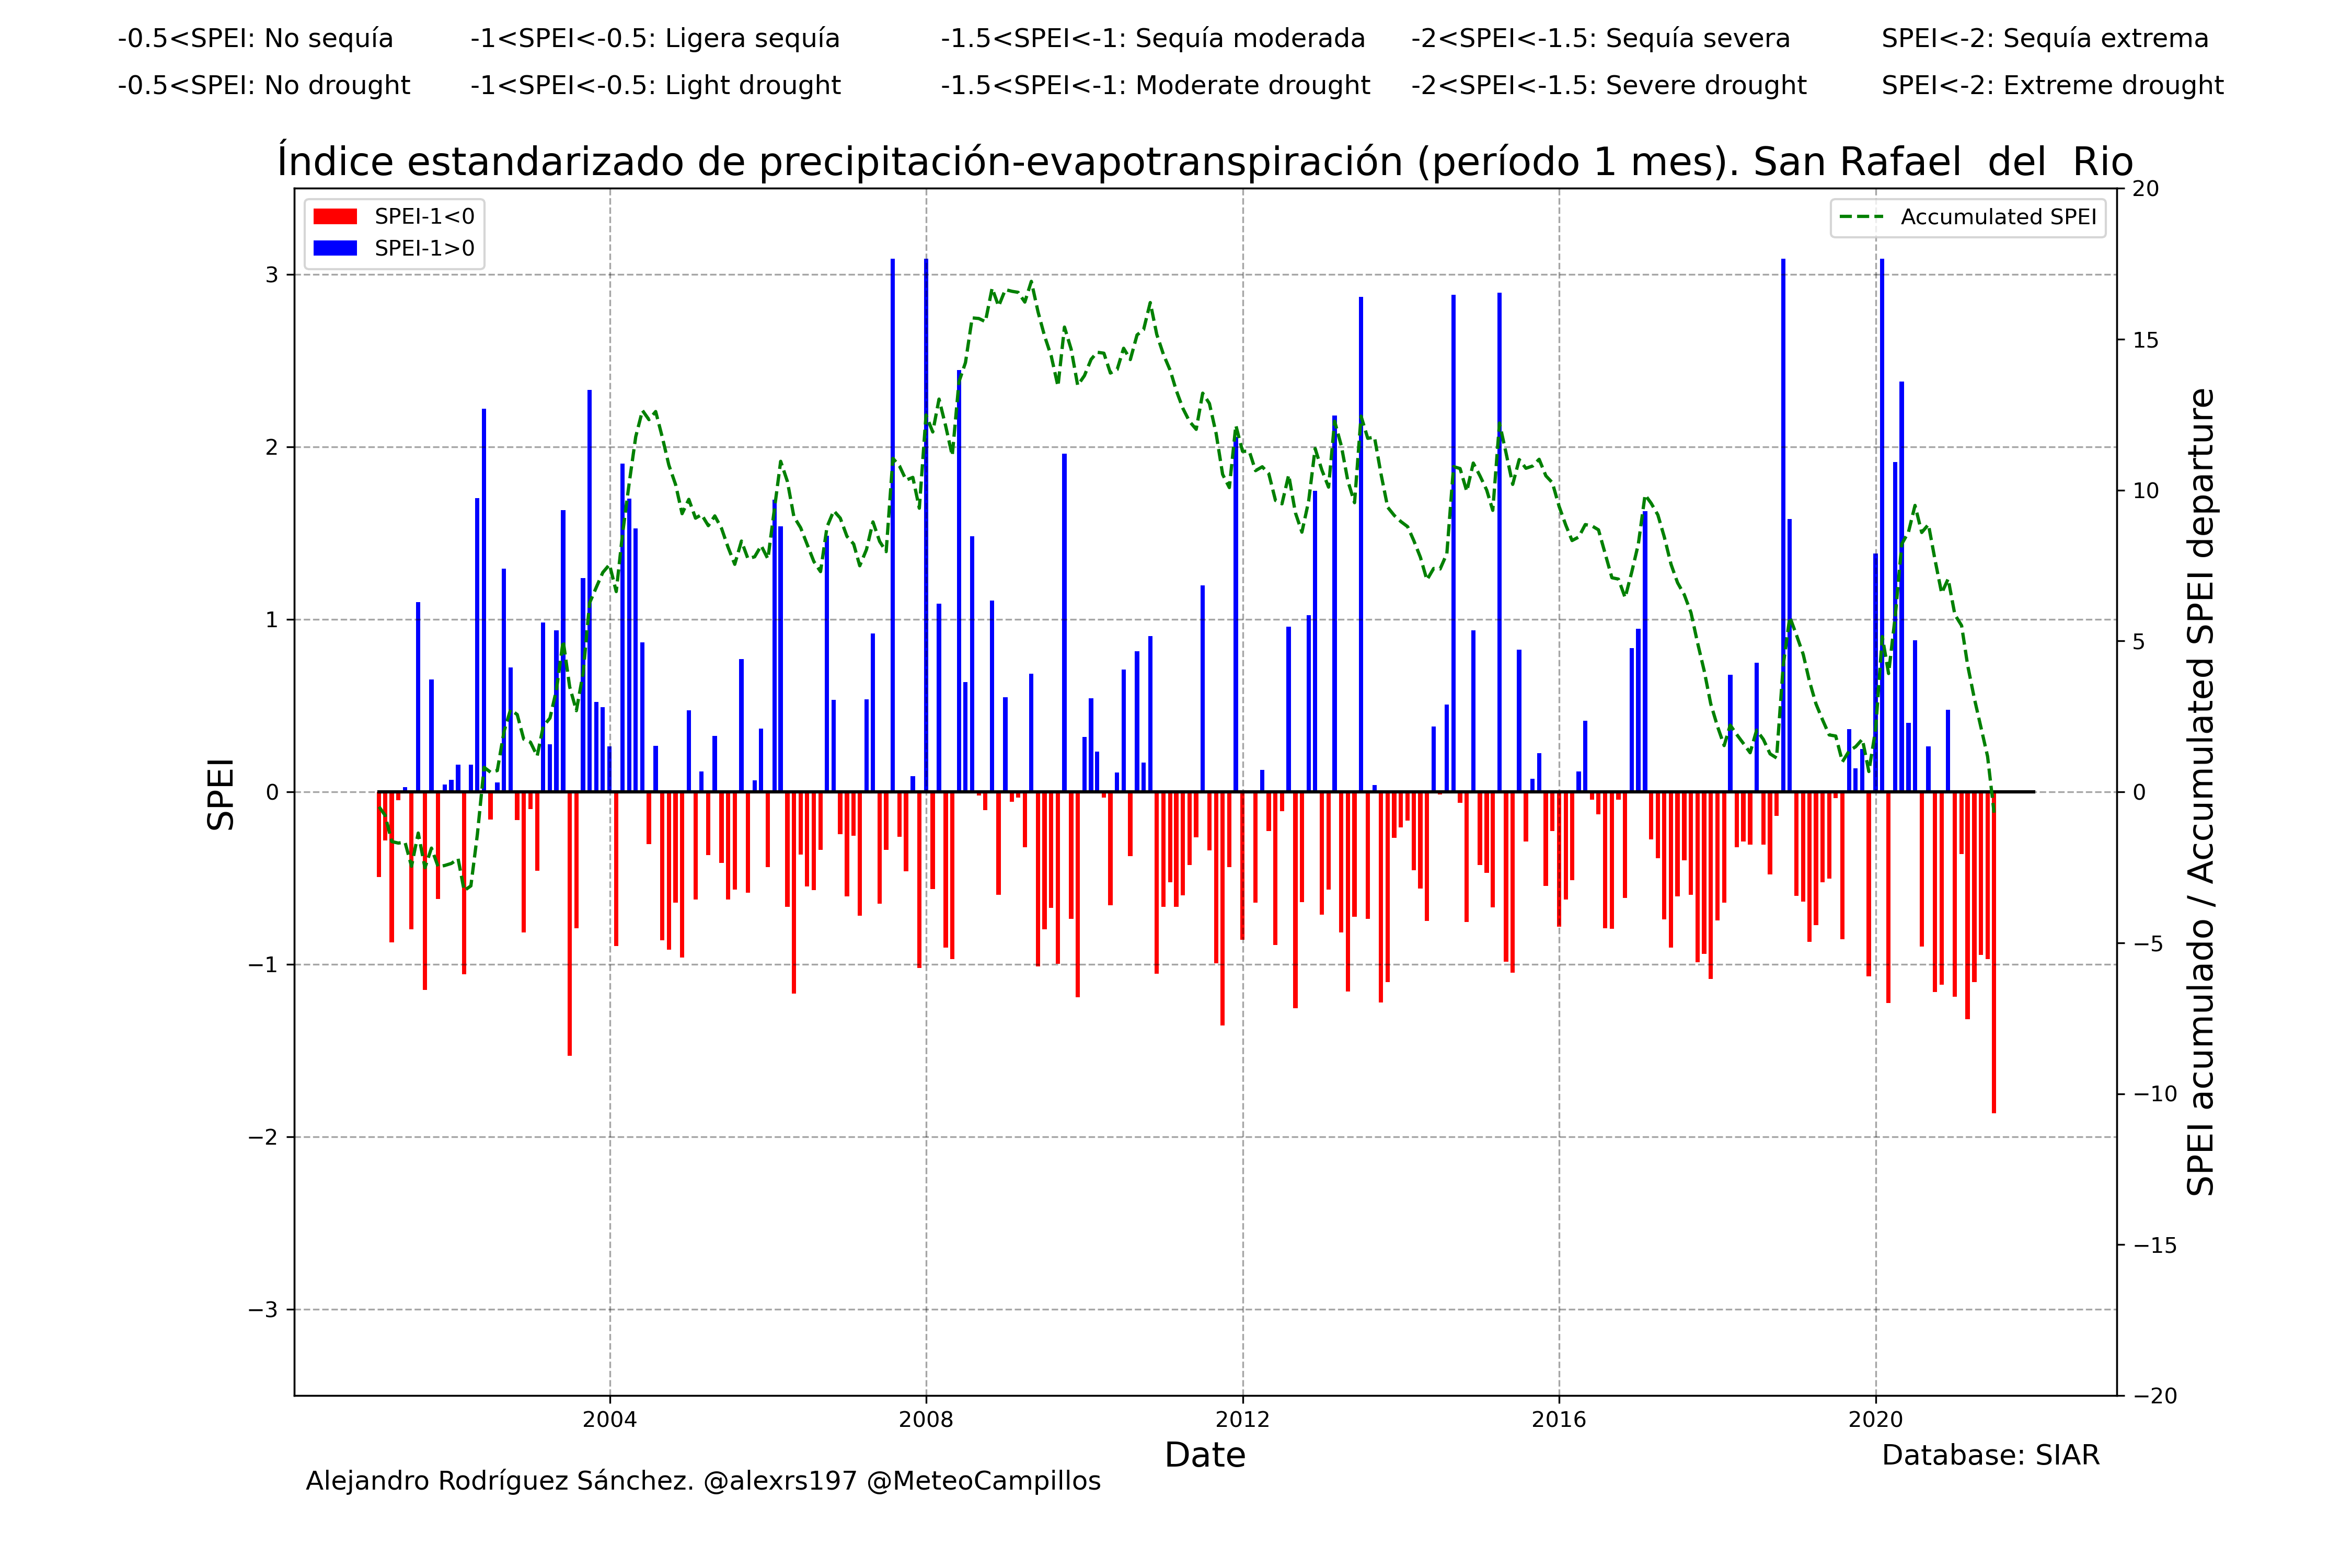 -0.5<SPEI: No sequía -1<SPEI<-0.5: Ligera sequía -1.5<SPEI<-1: Sequía moderada -2<SPEI<-1.5: Sequía severa SPEI<-2: Sequía extrema
-0.5<SPEI: No drought -1<SPEI<-0.5: Light drought -1.5<SPEI<-1: Moderate drought -2<SPEI<-1.5: Severe drought SPEI<-2: Extreme drought
Índice estandarizado de precipitación-evapotranspiración (período 1 mes). San Rafael  del  Rio
SPEI-1<0
SPEI-1>0
Accumulated SPEI
SPEI
3
2
1
0
−1
−2
−3
20
15
10
5
0
−5
−10
−15
−20
SPEI acumulado / Accumulated SPEI departure
2004 2008 2012 2016 2020
Date
Database: SIAR
Alejandro Rodríguez Sánchez. @alexrs197 @MeteoCampillos